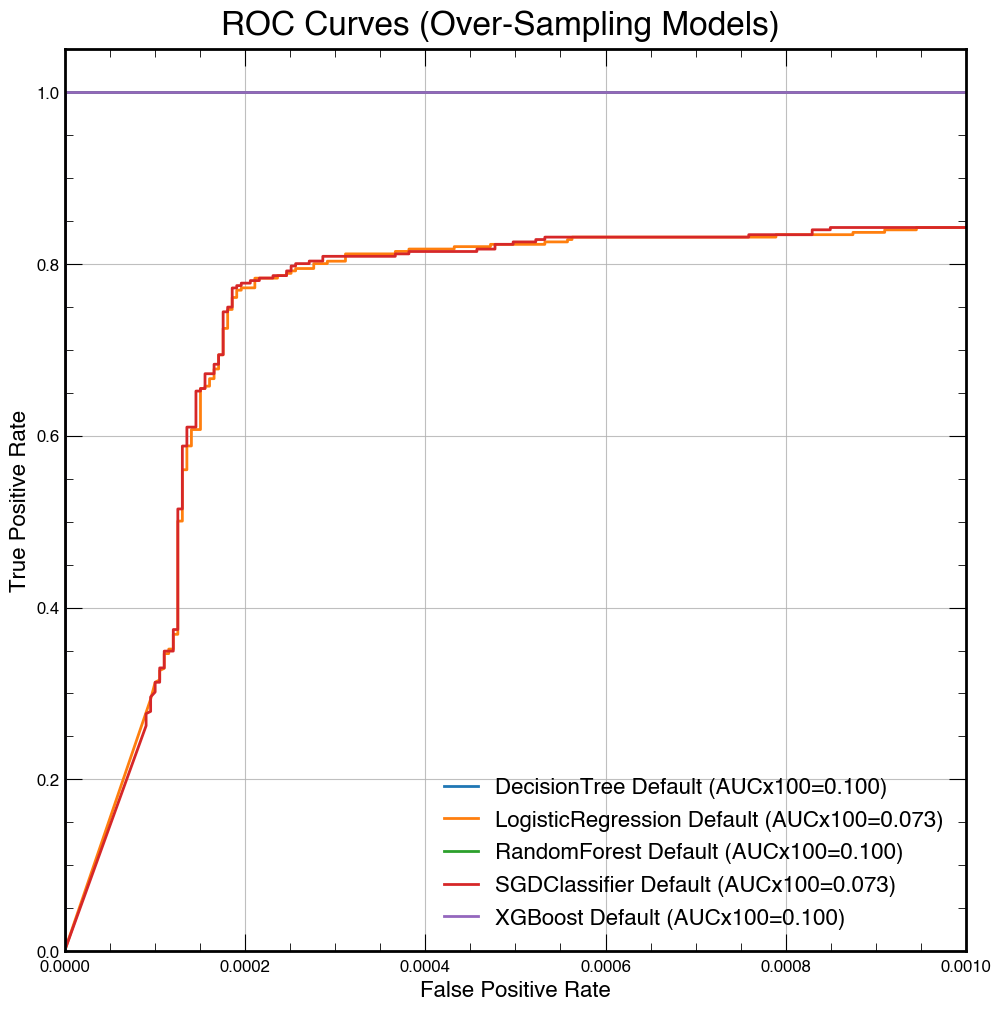 ROC Curves (Over-Sampling Models)
True Positive Rate
1.0
0.8
0.6
0.4
0.2
0.0
DecisionTree Default (AUCx100=0.100)
LogisticRegression Default (AUCx100=0.073)
RandomForest Default (AUCx100=0.100)
SGDClassifier Default (AUCx100=0.073)
XGBoost Default (AUCx100=0.100)
0.0000 0.0002 0.0004 0.0006 0.0008 0.0010
False Positive Rate